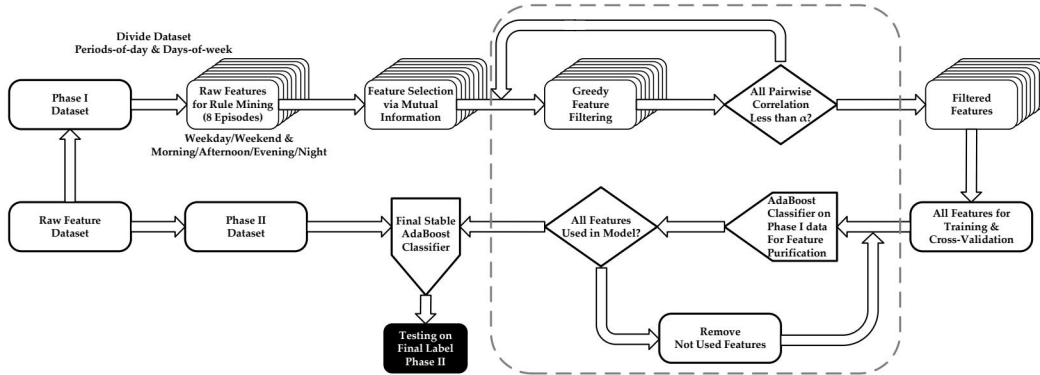 Divide Dataset
Periods-of-day & Days-of-week
Phase I
Dataset
Raw Features
for Rule Mining
(8 Episodes)
Weekday/Weekend &
Morning/Afternoon/Evening/Night
Feature Selection
via Mutual
Information
Greedy
Feature
Filtering
All Pairwise
Correlation
Less than α?
Filtered
Features
Raw Feature
Dataset
Phase II
Dataset
Final Stable
AdaBoost
Classifier
All Features
Used in Model?
AdaBoost
Classifier on
Phase I data
For Feature
Purification
All Features for
Training &
Cross-Validation
Testing on
Final Label
Phase II
Remove
Not Used Features